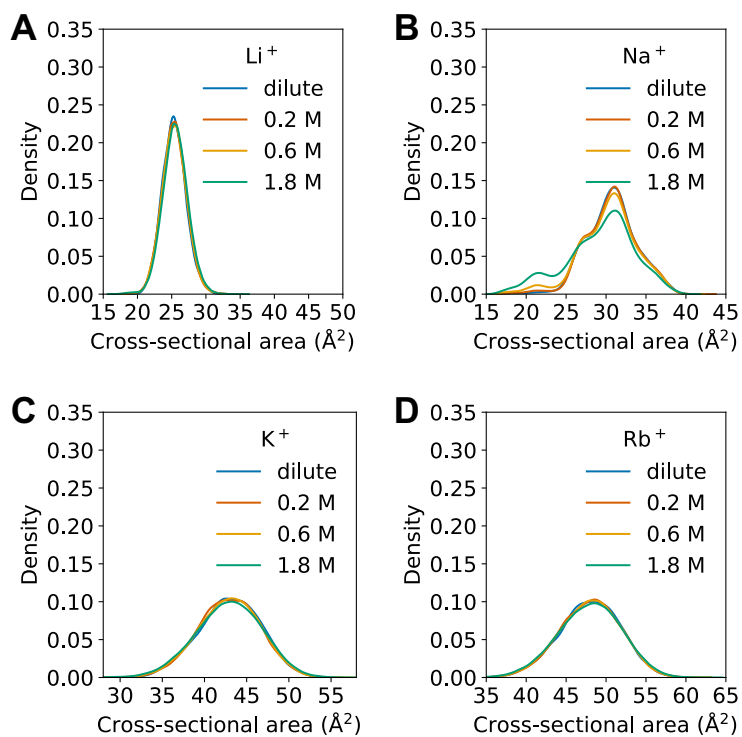 A
Li⁺
dilute
0.2 M
0.6 M
1.8 M
0.35
0.30
0.25
0.20
0.15
0.10
0.05
0.00
Density
15 20 25 30 35 40 45 50
Cross-sectional area (Å²)
B
Na⁺
dilute
0.2 M
0.6 M
1.8 M
0.35
0.30
0.25
0.20
0.15
0.10
0.05
0.00
Density
15 20 25 30 35 40 45
Cross-sectional area (Å²)
C
K⁺
dilute
0.2 M
0.6 M
1.8 M
0.35
0.30
0.25
0.20
0.15
0.10
0.05
0.00
Density
30 35 40 45 50 55
Cross-sectional area (Å²)
D
Rb⁺
dilute
0.2 M
0.6 M
1.8 M
0.35
0.30
0.25
0.20
0.15
0.10
0.05
0.00
Density
35 45 55 65
Cross-sectional area (Å²)